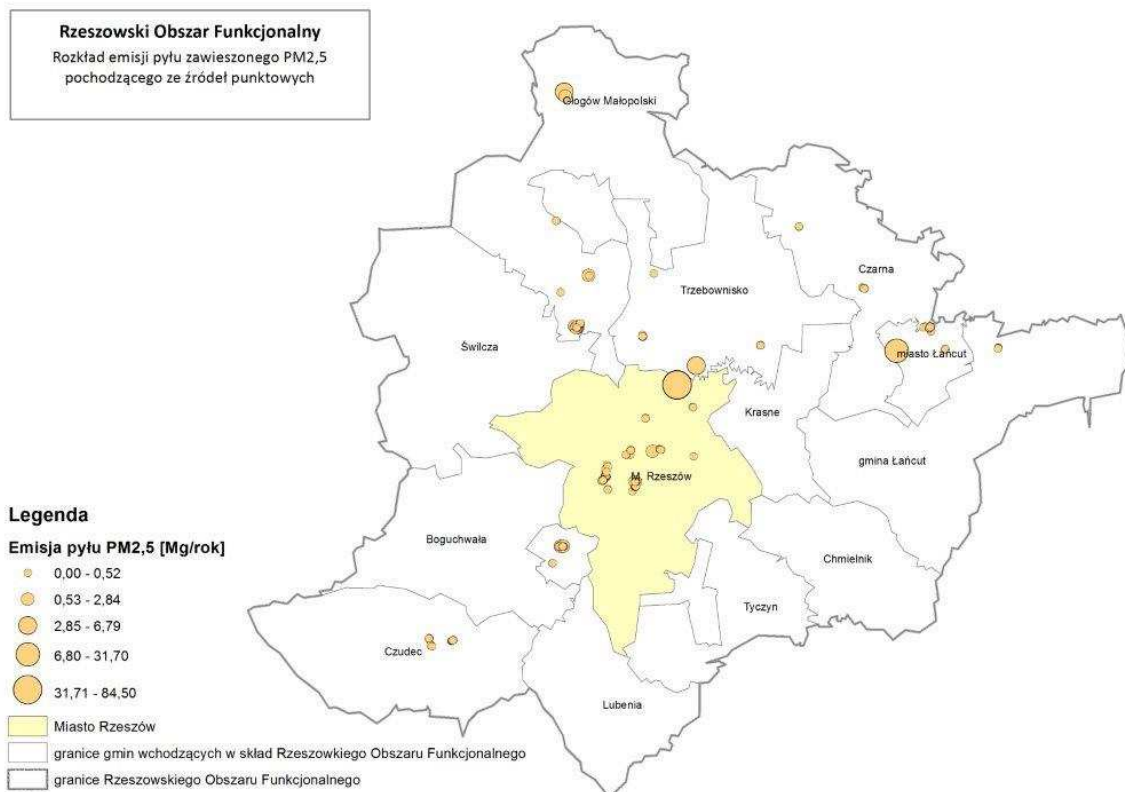 Rzeszowski Obszar Funkcjonalny
Rozkład emisji pyłu zawieszonego PM2,5
pochodzącego ze źródeł punktowych
Głogów Małopolski
Czarna
Trzebownisko
Świlcza
miasto Łańcut
Krasne
gmina Łańcut
M. Rzeszów
Boguchwała
Chmielnik
Tyczyn
Czudec
Lubenia
Legenda
Emisja pyłu PM2,5 [Mg/rok]
0,00 - 0,52
0,53 - 2,84
2,85 - 6,79
6,80 - 31,70
31,71 - 84,50
Miasto Rzeszów
granice gmin wchodzących w skład Rzeszowkiego Obszaru Funkcjonalnego
granice Rzeszowskiego Obszaru Funkcjonalnego